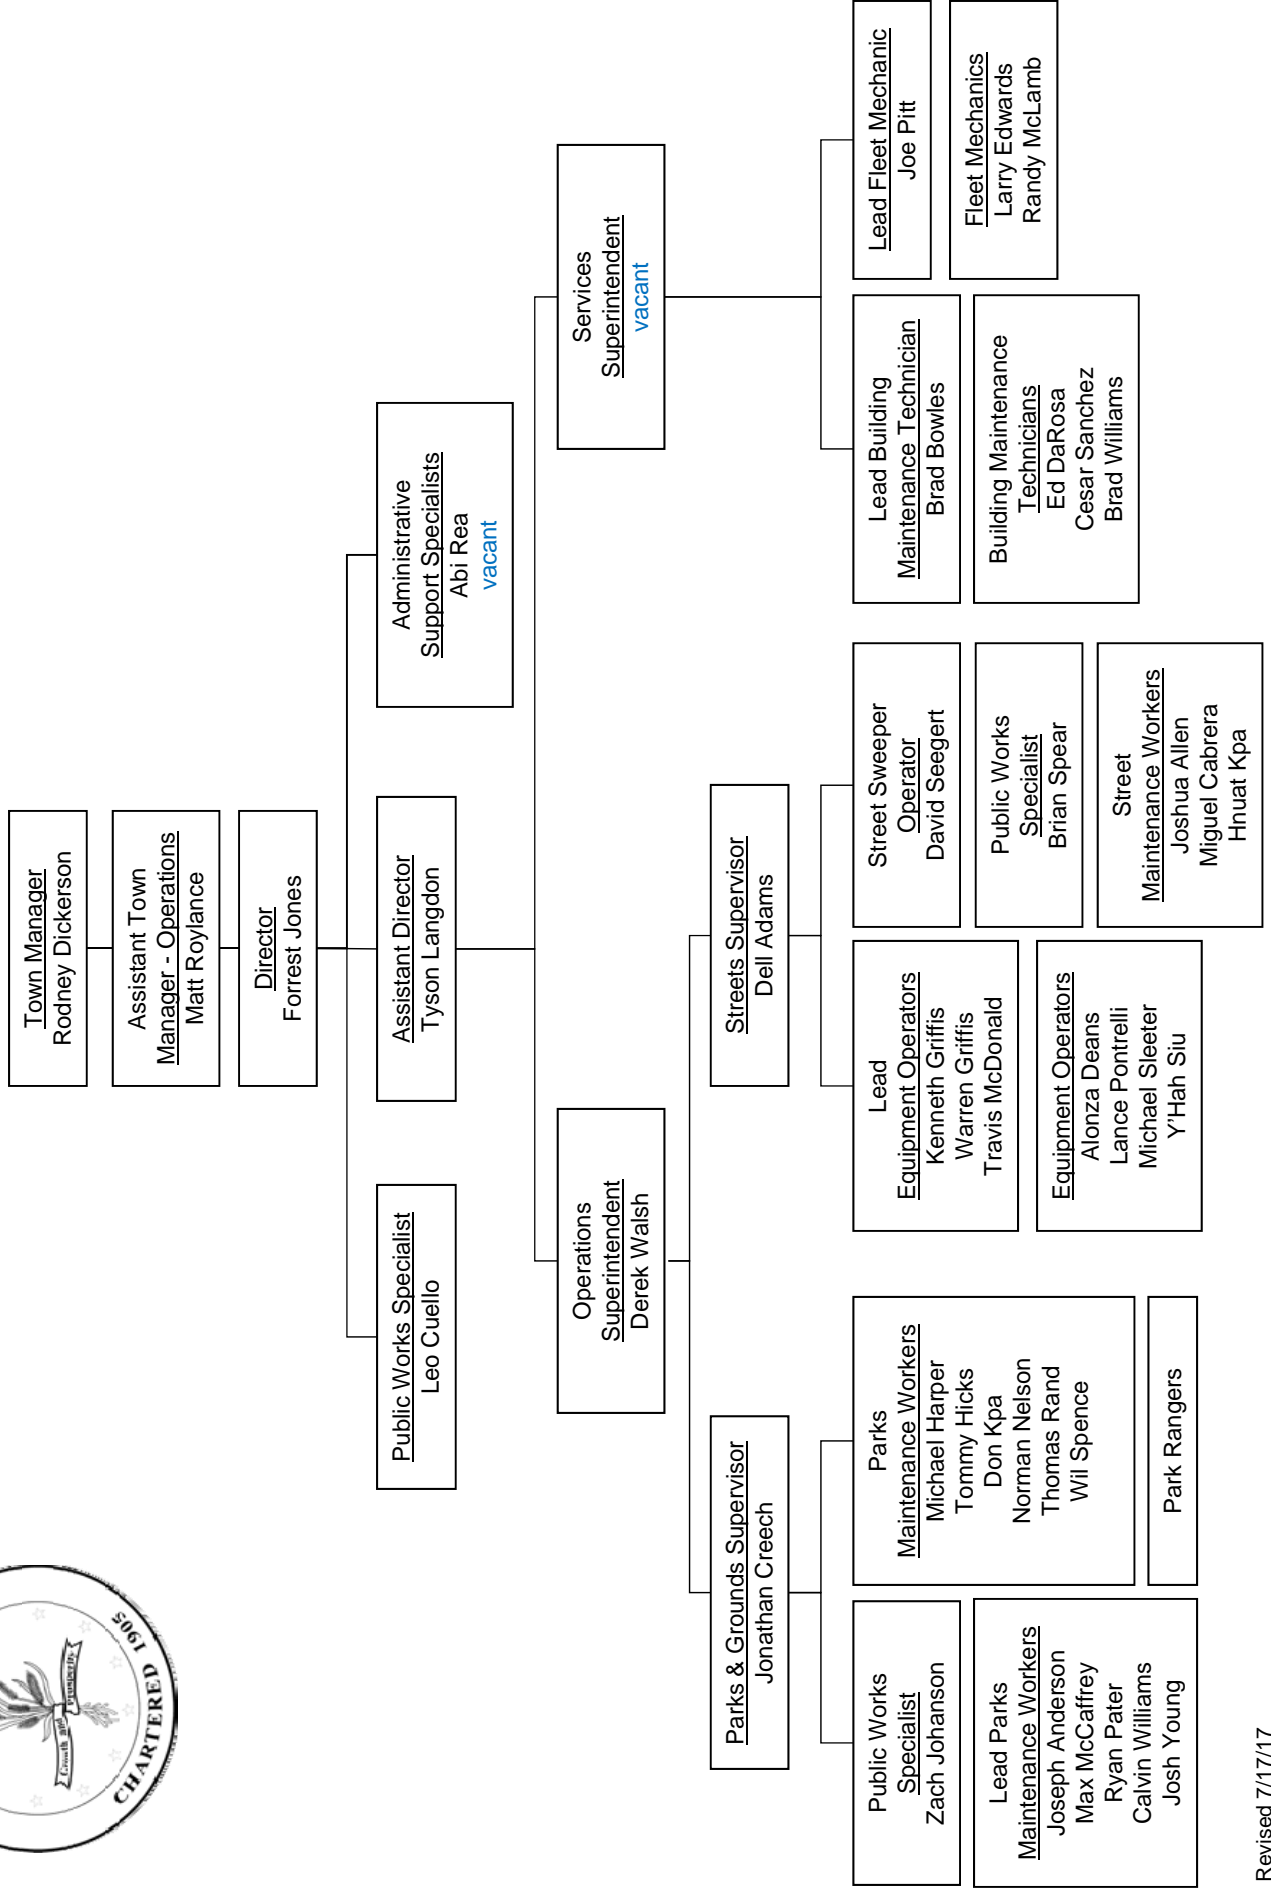 Town Manager
Rodney Dickerson
Assistant Town
Manager - Operations
Matt Roylance
Director
Forrest Jones
Public Works Specialist
Leo Cuello
Assistant Director
Tyson Langdon
Administrative
Support Specialists
Abi Rea
vacant
Operations
Superintendent
Derek Walsh
Services
Superintendent
vacant
Parks & Grounds Supervisor
Jonathan Creech
Streets Supervisor
Dell Adams
Public Works
Specialist
Zach Johanson
Lead Parks
Maintenance Workers
Joseph Anderson
Max McCaffrey
Ryan Pater
Calvin Williams
Josh Young
Parks
Maintenance Workers
Michael Harper
Tommy Hicks
Don Kpa
Norman Nelson
Thomas Rand
Wil Spence
Park Rangers
Lead
Equipment Operators
Kenneth Griffis
Warren Griffis
Travis McDonald
Equipment Operators
Alonza Deans
Lance Pontrelli
Michael Sleeter
Y'Hah Siu
Street Sweeper
Operator
David Seegert
Public Works
Specialist
Brian Spear
Street
Maintenance Workers
Joshua Allen
Miguel Cabrera
Hnuat Kpa
Lead Building
Maintenance Technician
Brad Bowles
Building Maintenance
Technicians
Ed DaRosa
Cesar Sanchez
Brad Williams
Lead Fleet Mechanic
Joe Pitt
Fleet Mechanics
Larry Edwards
Randy McLamb
Growth and
Prosperity
CHARTERED 1905
Revised 7/17/17